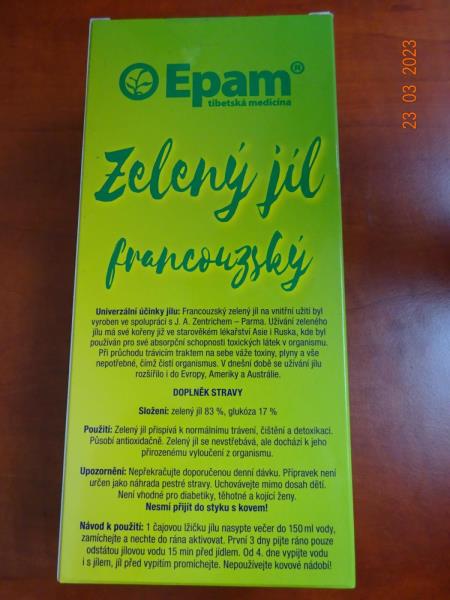 Epam®
tibetská medicína
Zelený jíl
francouzský
Univerzální účinky jílu: Francouzský zelený jíl na vnitřní užití byl
vyroben ve spolupráci s J. A. Zentrichem – Parma. Užívání zeleného
jílu má své kořeny již ve starověkém lékařství Asie i Ruska, kde byl
používán pro své absorpční schopnosti toxických látek v organismu.
Při průchodu trávicím traktem na sebe váže toxiny, plyny a vše
nepotřebné, čímž čistí organismus. V dnešní době se užívání jílu
rozšířilo i do Evropy, Ameriky a Austrálie.
DOPLNĚK STRAVY
Složení: zelený jíl 83 %, glukóza 17 %
Použití: Zelený jíl přispívá k normálnímu trávení, čištění a detoxikaci.
Působí antioxidačně. Zelený jíl se nevstřebává, ale dochází k jeho
přirozenému vyloučení z organismu.
Upozornění: Nepřekračujte doporučenou denní dávku. Přípravek není
určen jako náhrada pestré stravy. Uchovávejte mimo dosah dětí.
Není vhodné pro diabetiky, těhotné a kojící ženy.
Nesmí přijít do styku s kovem!
Návod k použití: 1 čajovou lžičku jílu nasypte večer do 150 ml vody,
zamíchejte a nechte do rána aktivovat. První 3 dny pijte ráno pouze
odstátou jílovou vodu 15 min před jídlem. Od 4. dne vypijte vodu
i s jílem, jíl před vypitím promíchejte. Nepoužívejte kovové nádobí!
23 03 2023